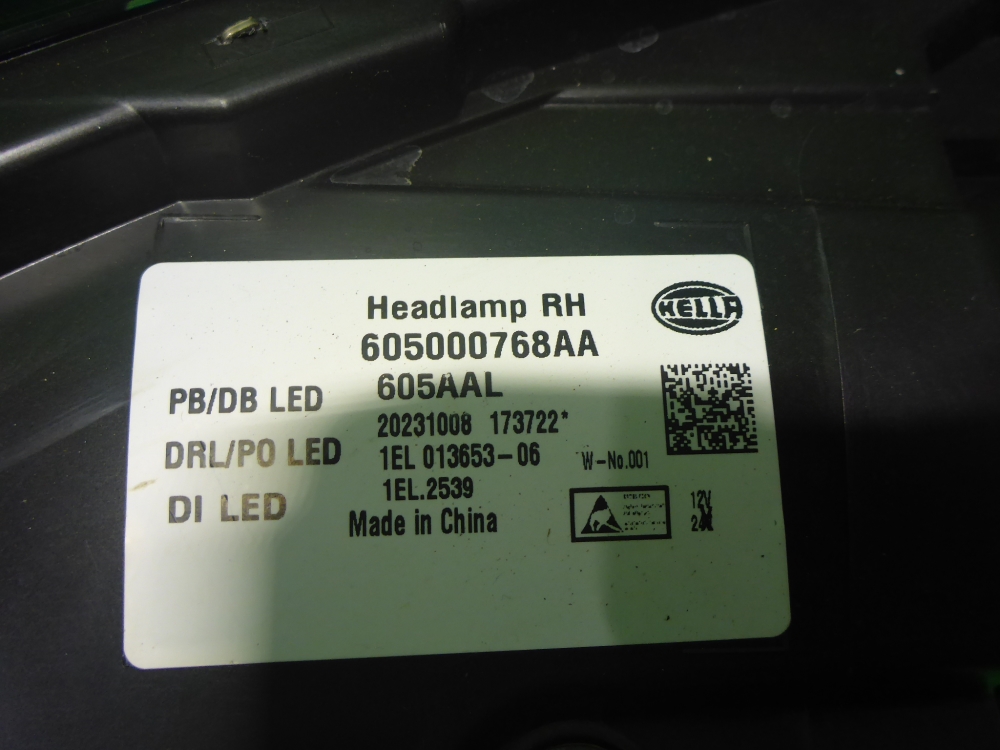 Headlamp RH
HELLA
605000768AA
PB/DB LED
605AAL
20231008 173722*
DRL/PO LED
1EL 013653-06
W-No.001
DI LED
1EL.2539
12V
Made in China